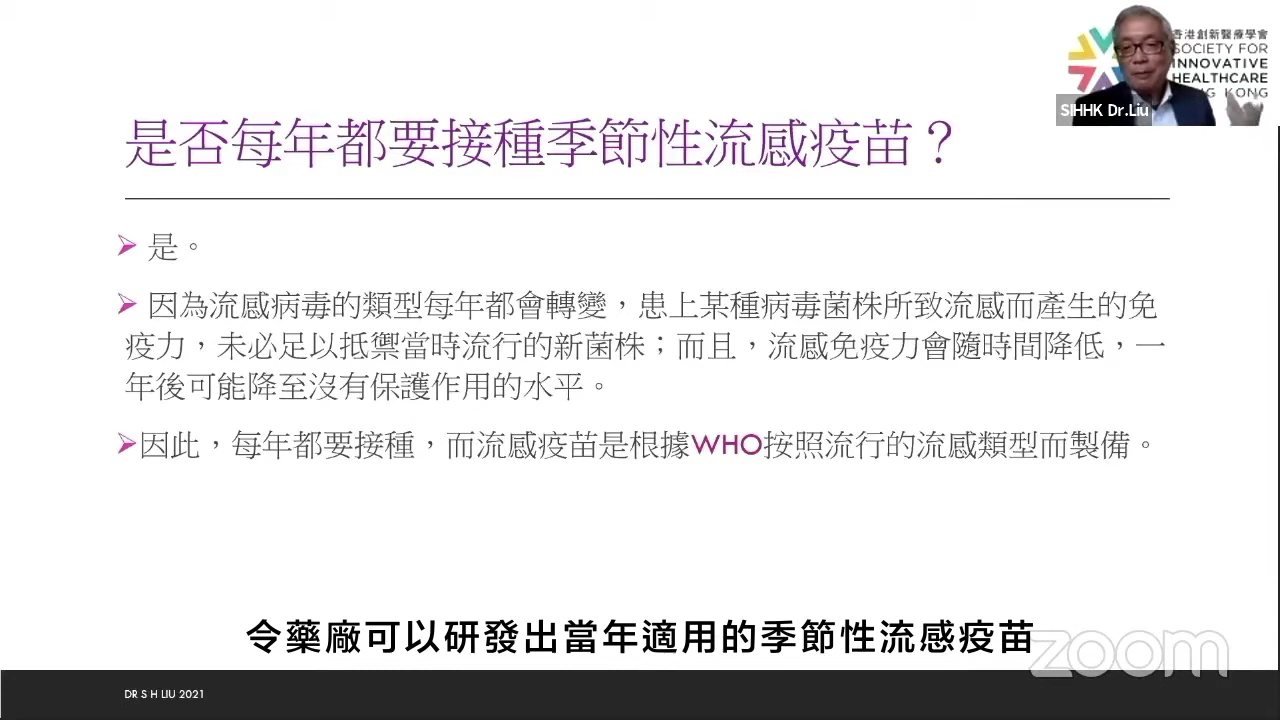 香港創新醫療學會
SOCIETY FOR
INNOVATIVE
HEALTHCARE
NG KONG
SIHHK Dr.Liu
是否每年都要接種季節性流感疫苗？
➢ 是。
➢ 因為流感病毒的類型每年都會轉變，患上某種病毒菌株所致流感而產生的免
疫力，未必足以抵禦當時流行的新菌株；而且，流感免疫力會隨時間降低，一
年後可能降至沒有保護作用的水平。
➢因此，每年都要接種，而流感疫苗是根據WHO按照流行的流感類型而製備。
令藥廠可以研發出當年適用的季節性流感疫苗
zoom
DR S H LIU 2021